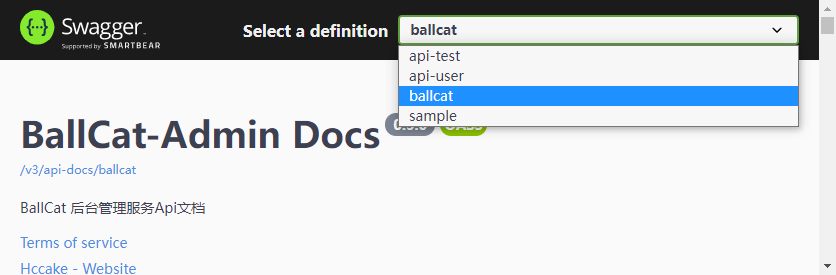 Swagger
Supported by SMARTBEAR
Select a definition
ballcat
api-test
api-user
ballcat
sample
BallCat-Admin Docs
/v3/api-docs/ballcat
BallCat 后台管理服务Api文档
Terms of service
Hccake - Website